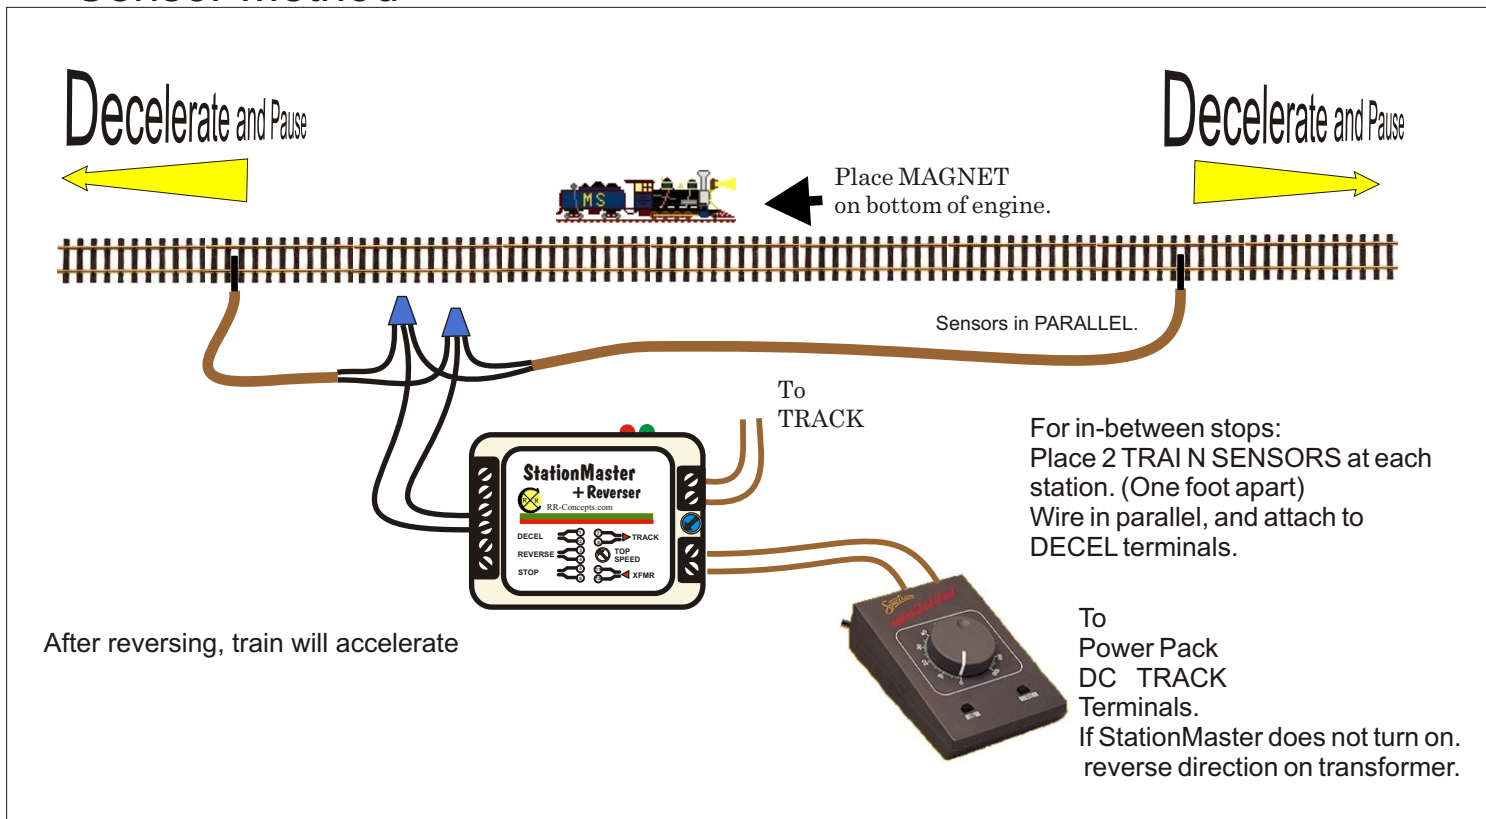 Sensor Method
Decelerate and Pause
Decelerate and Pause
MS
Place MAGNET
on bottom of engine.
Sensors in PARALLEL.
To
TRACK
For in-between stops:
Place 2 TRAI N SENSORS at each
station. (One foot apart)
Wire in parallel, and attach to
DECEL terminals.
StationMaster
+ Reverser
R R
RR-Concepts.com
DECEL
TRACK
REVERSE
TOP
SPEED
STOP
XFMR
After reversing, train will accelerate
Spectrum
To
Power Pack
DC TRACK
Terminals.
If StationMaster does not turn on.
reverse direction on transformer.